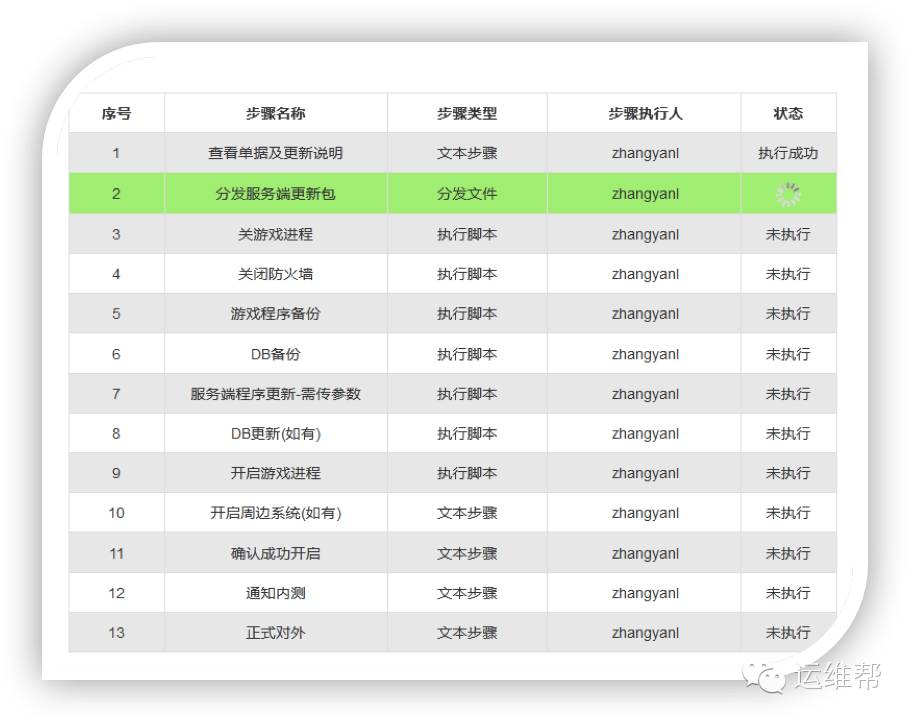 序号 步骤名称 步骤类型 步骤执行人 状态
1 查看单据及更新说明 文本步骤 zhangyanl 执行成功
2 分发服务端更新包 分发文件 zhangyanl
3 关游戏进程 执行脚本 zhangyanl 未执行
4 关闭防火墙 执行脚本 zhangyanl 未执行
5 游戏程序备份 执行脚本 zhangyanl 未执行
6 DB备份 执行脚本 zhangyanl 未执行
7 服务端程序更新-需传参数 执行脚本 zhangyanl 未执行
8 DB更新(如有) 执行脚本 zhangyanl 未执行
9 开启游戏进程 执行脚本 zhangyanl 未执行
10 开启周边系统(如有) 文本步骤 zhangyanl 未执行
11 确认成功开启 文本步骤 zhangyanl 未执行
12 通知内测 文本步骤 zhangyanl 未执行
13 正式对外 文本步骤 zhangyanl 未执行
运维帮